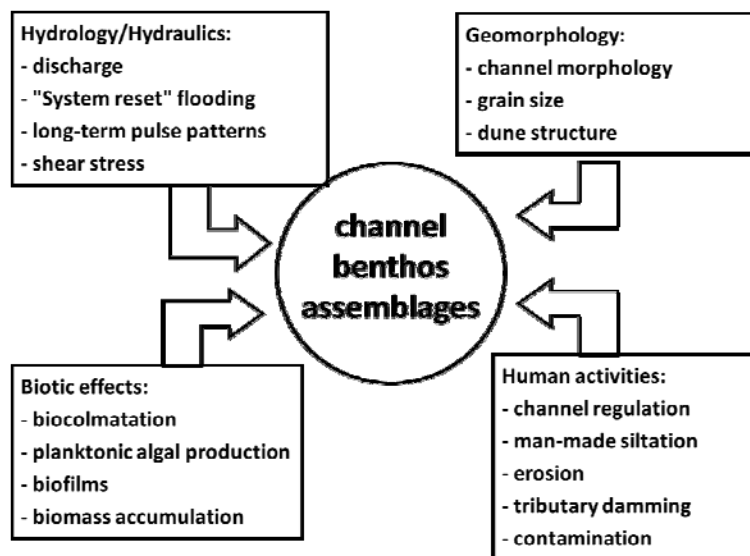 Hydrology/Hydraulics:
- discharge
- "System reset" flooding
- long-term pulse patterns
- shear stress
Geomorphology:
- channel morphology
- grain size
- dune structure
channel
benthos
assemblages
Biotic effects:
- biocolmatation
- planktonic algal production
- biofilms
- biomass accumulation
Human activities:
- channel regulation
- man-made siltation
- erosion
- tributary damming
- contamination